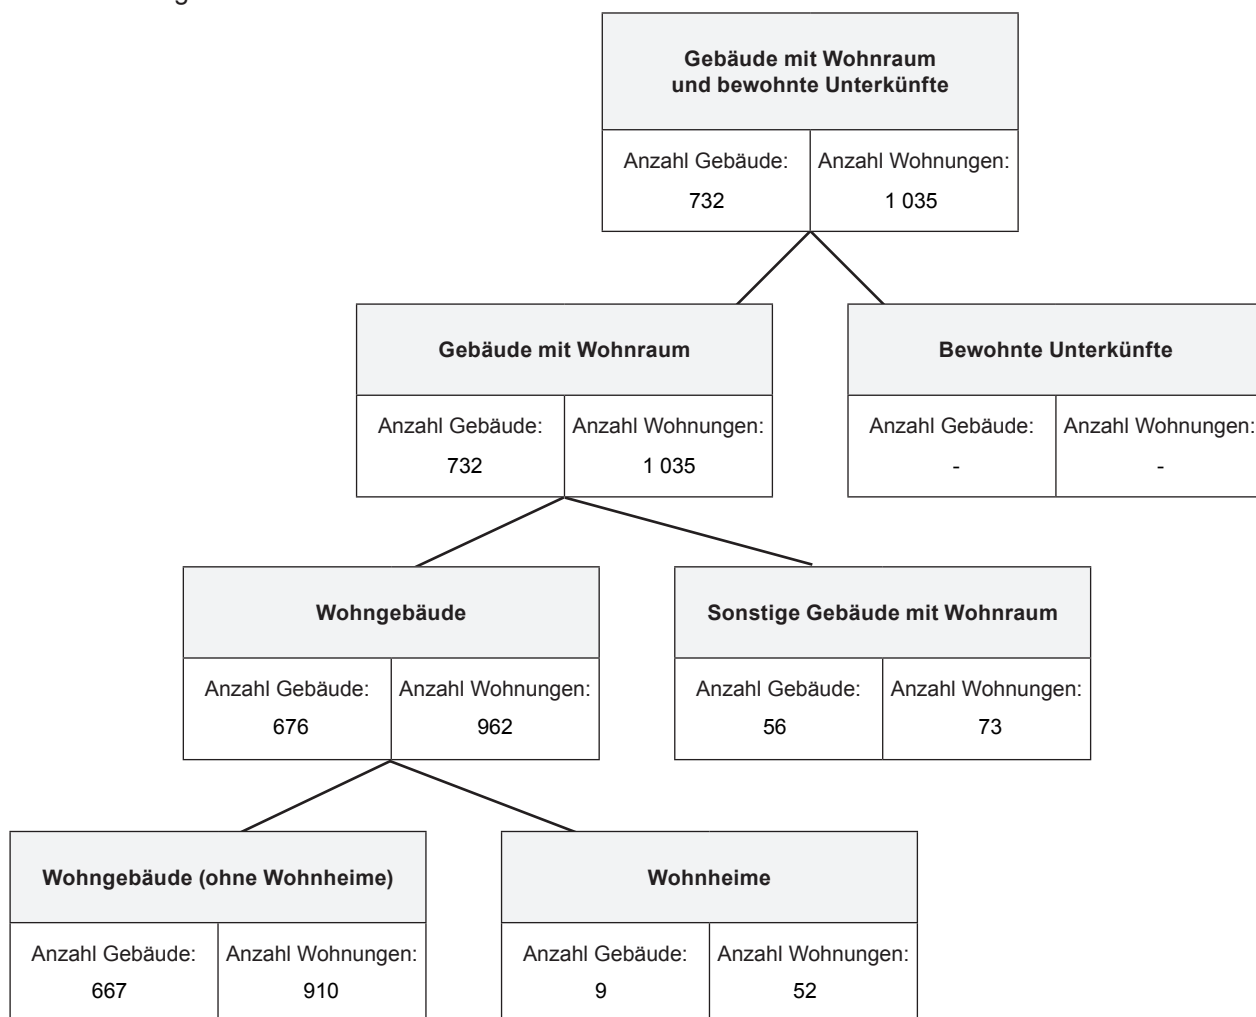 Gebäude mit Wohnraum
und bewohnte Unterkünfte
Anzahl Gebäude:
732
Anzahl Wohnungen:
1 035
Gebäude mit Wohnraum
Anzahl Gebäude:
732
Anzahl Wohnungen:
1 035
Bewohnte Unterkünfte
Anzahl Gebäude:
-
Anzahl Wohnungen:
-
Wohngebäude
Anzahl Gebäude:
676
Anzahl Wohnungen:
962
Sonstige Gebäude mit Wohnraum
Anzahl Gebäude:
56
Anzahl Wohnungen:
73
Wohngebäude (ohne Wohnheime)
Anzahl Gebäude:
667
Anzahl Wohnungen:
910
Wohnheime
Anzahl Gebäude:
9
Anzahl Wohnungen:
52